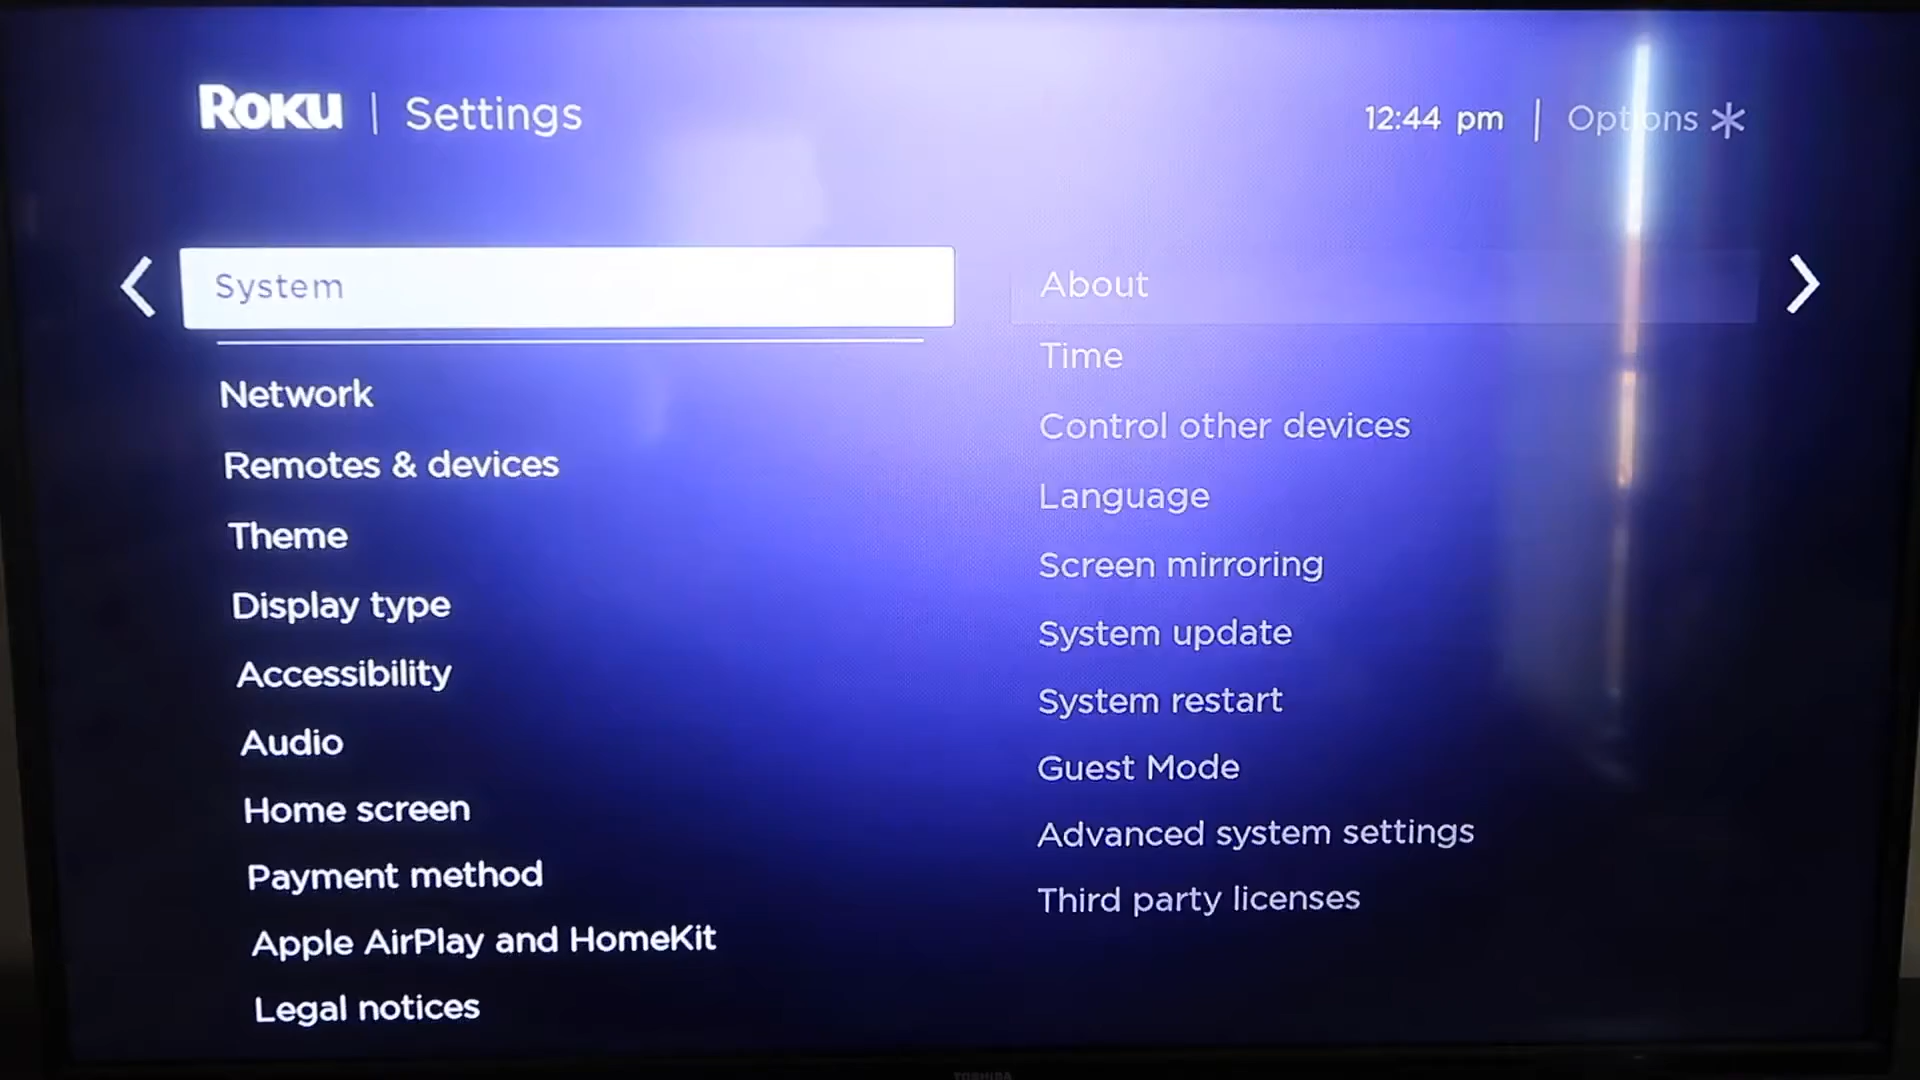 Roku | Settings
12:44 pm | Options *
System
Network
Remotes & devices
Theme
Display type
Accessibility
Audio
Home screen
Payment method
Apple AirPlay and HomeKit
Legal notices
About
Time
Control other devices
Language
Screen mirroring
System update
System restart
Guest Mode
Advanced system settings
Third party licenses
TOSHIBA